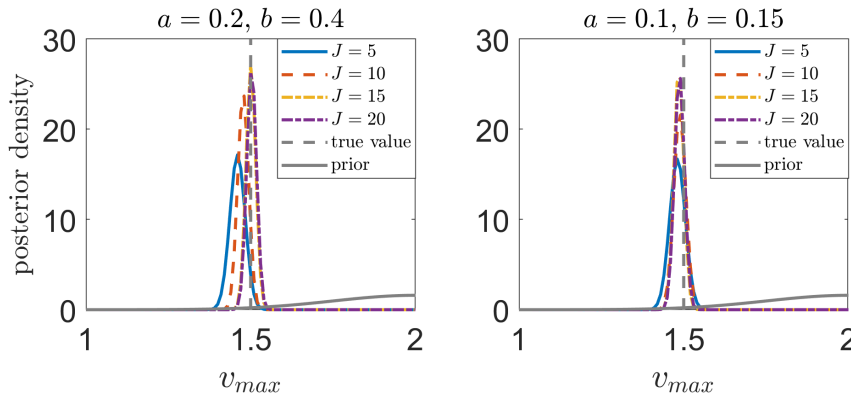 a = 0.2, b = 0.4
posterior density
30
20
10
0
1
1.5
2
v_max
J = 5
J = 10
J = 15
J = 20
true value
prior
a = 0.1, b = 0.15
30
20
10
0
1
1.5
2
v_max
J = 5
J = 10
J = 15
J = 20
true value
prior